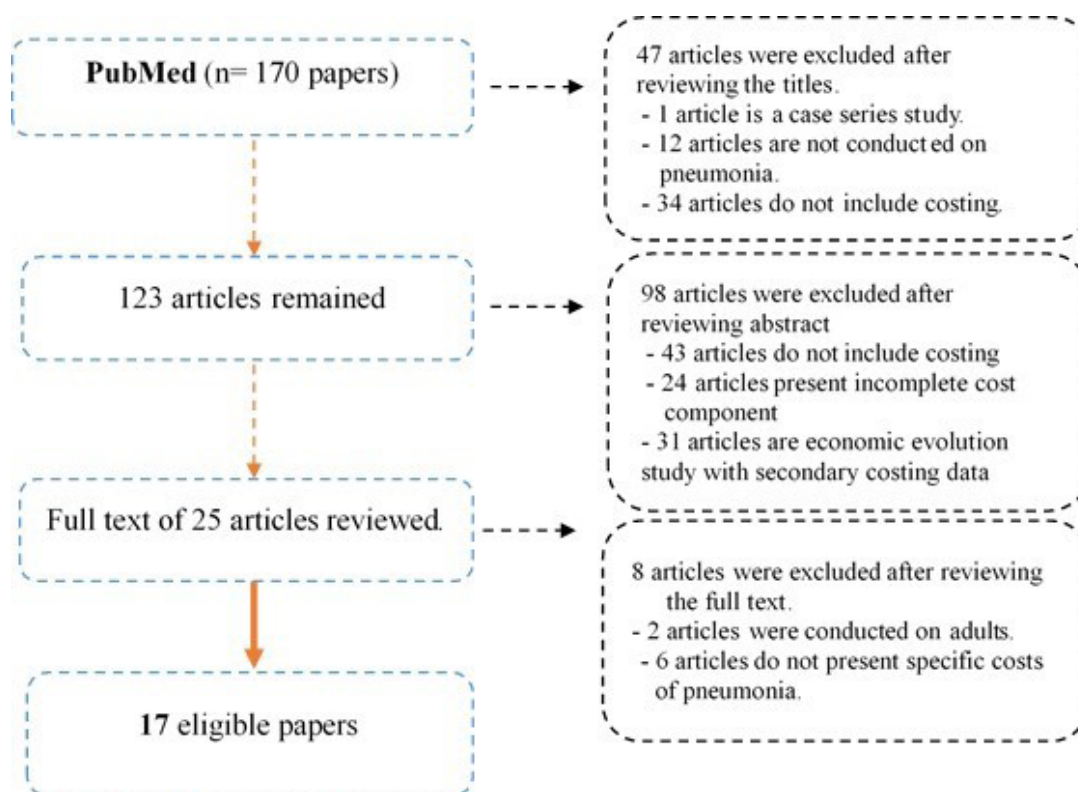 PubMed (n= 170 papers)
47 articles were excluded after
reviewing the titles.
- 1 article is a case series study.
- 12 articles are not conducted on
pneumonia.
- 34 articles do not include costing.
123 articles remained
98 articles were excluded after
reviewing abstract
- 43 articles do not include costing
- 24 articles present incomplete cost
component
- 31 articles are economic evolution
study with secondary costing data
Full text of 25 articles reviewed.
8 articles were excluded after reviewing
the full text.
- 2 articles were conducted on adults.
- 6 articles do not present specific costs
of pneumonia.
17 eligible papers